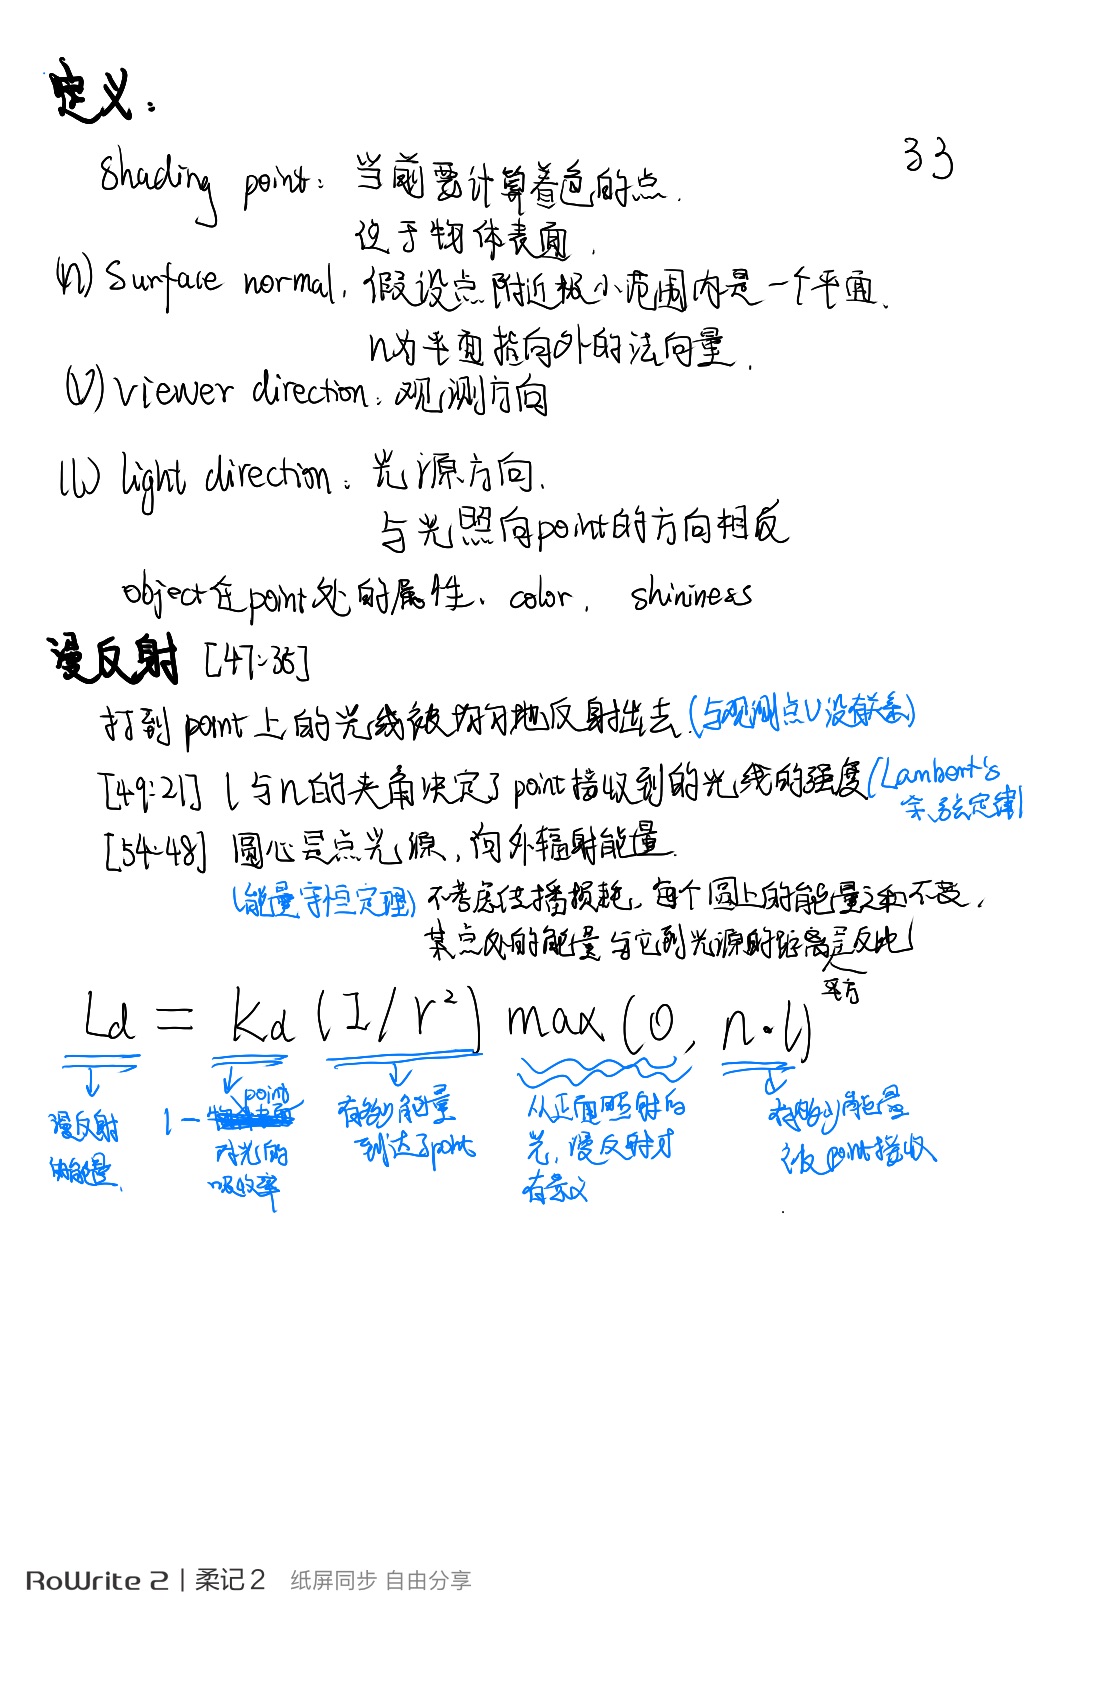 定义:
33
shading point: 当前要计算着色的点.
位于物体表面.
(n) surface normal. 假设点附近极小范围内是一个平面.
n为平面指向外的法向量.
(V) viewer direction: 观测方向
(l) light direction: 光源方向.
与光照向point的方向相反
object在point处的属性. color, shininess
漫反射 [47:35]
打到point上的光线被均匀地反射出去 (与观测点V没有关系)
[49:21] l与n的夹角决定了point接收到的光线的强度 (Lambert's
余弦定律)
[54:48] 圆心是点光源, 向外辐射能量.
(能量守恒定理) 不考虑传播损耗, 每个圆上的能量之和不变,
某点处的能量与它到光源的距离呈反比
平方
Ld = Kd (I/r²) max(0, n·l)
漫反射
的能量.
1 - point
对光的
吸收率
有多少能量
到达了point
从正面照射的
光, 漫反射才
有意义
有多少能量
被point接收
RoWrite 2 | 柔记2 纸屏同步 自由分享